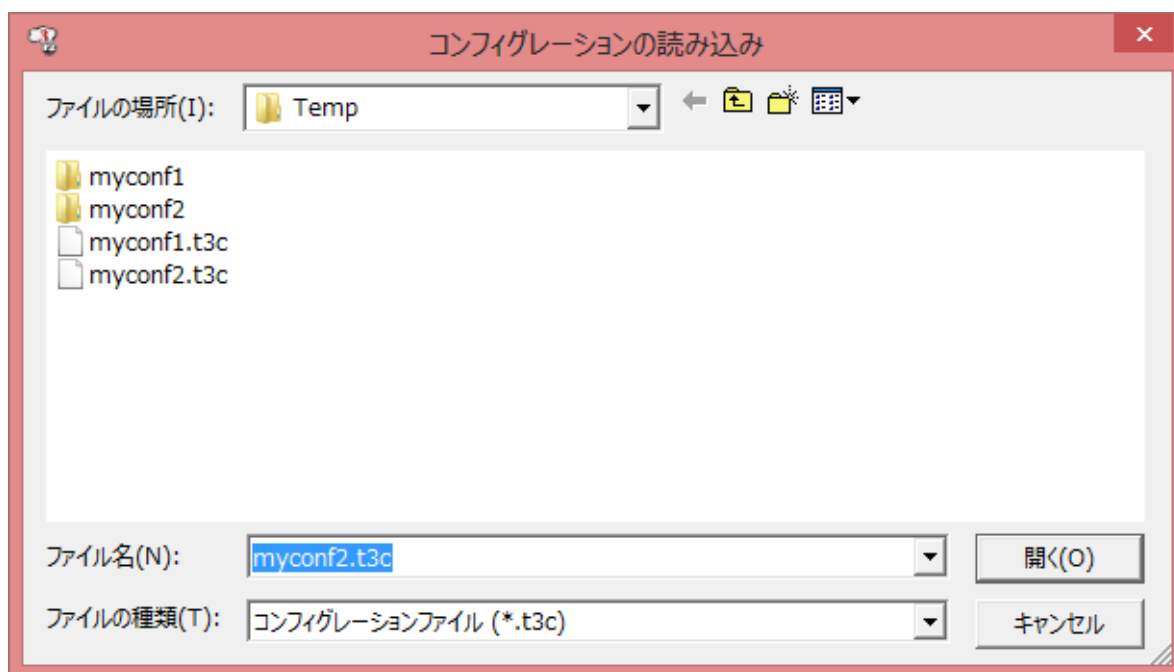 コンフィグレーションの読み込み
ファイルの場所(I): Temp
myconf1
myconf2
myconf1.t3c
myconf2.t3c
ファイル名(N): myconf2.t3c 開く(O)
ファイルの種類(T): コンフィグレーションファイル (*.t3c) キャンセル